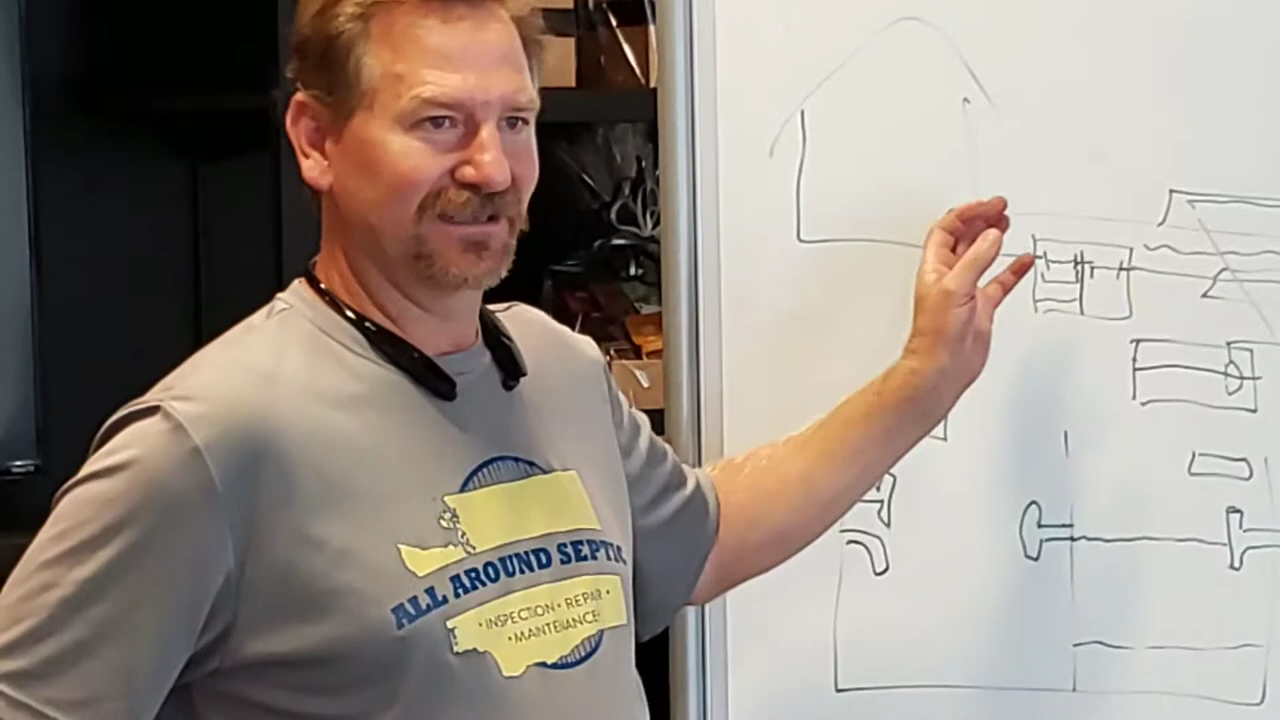 ALL AROUND SEPTIC
• INSPECTION • REPAIR •
• MAINTENANCE •